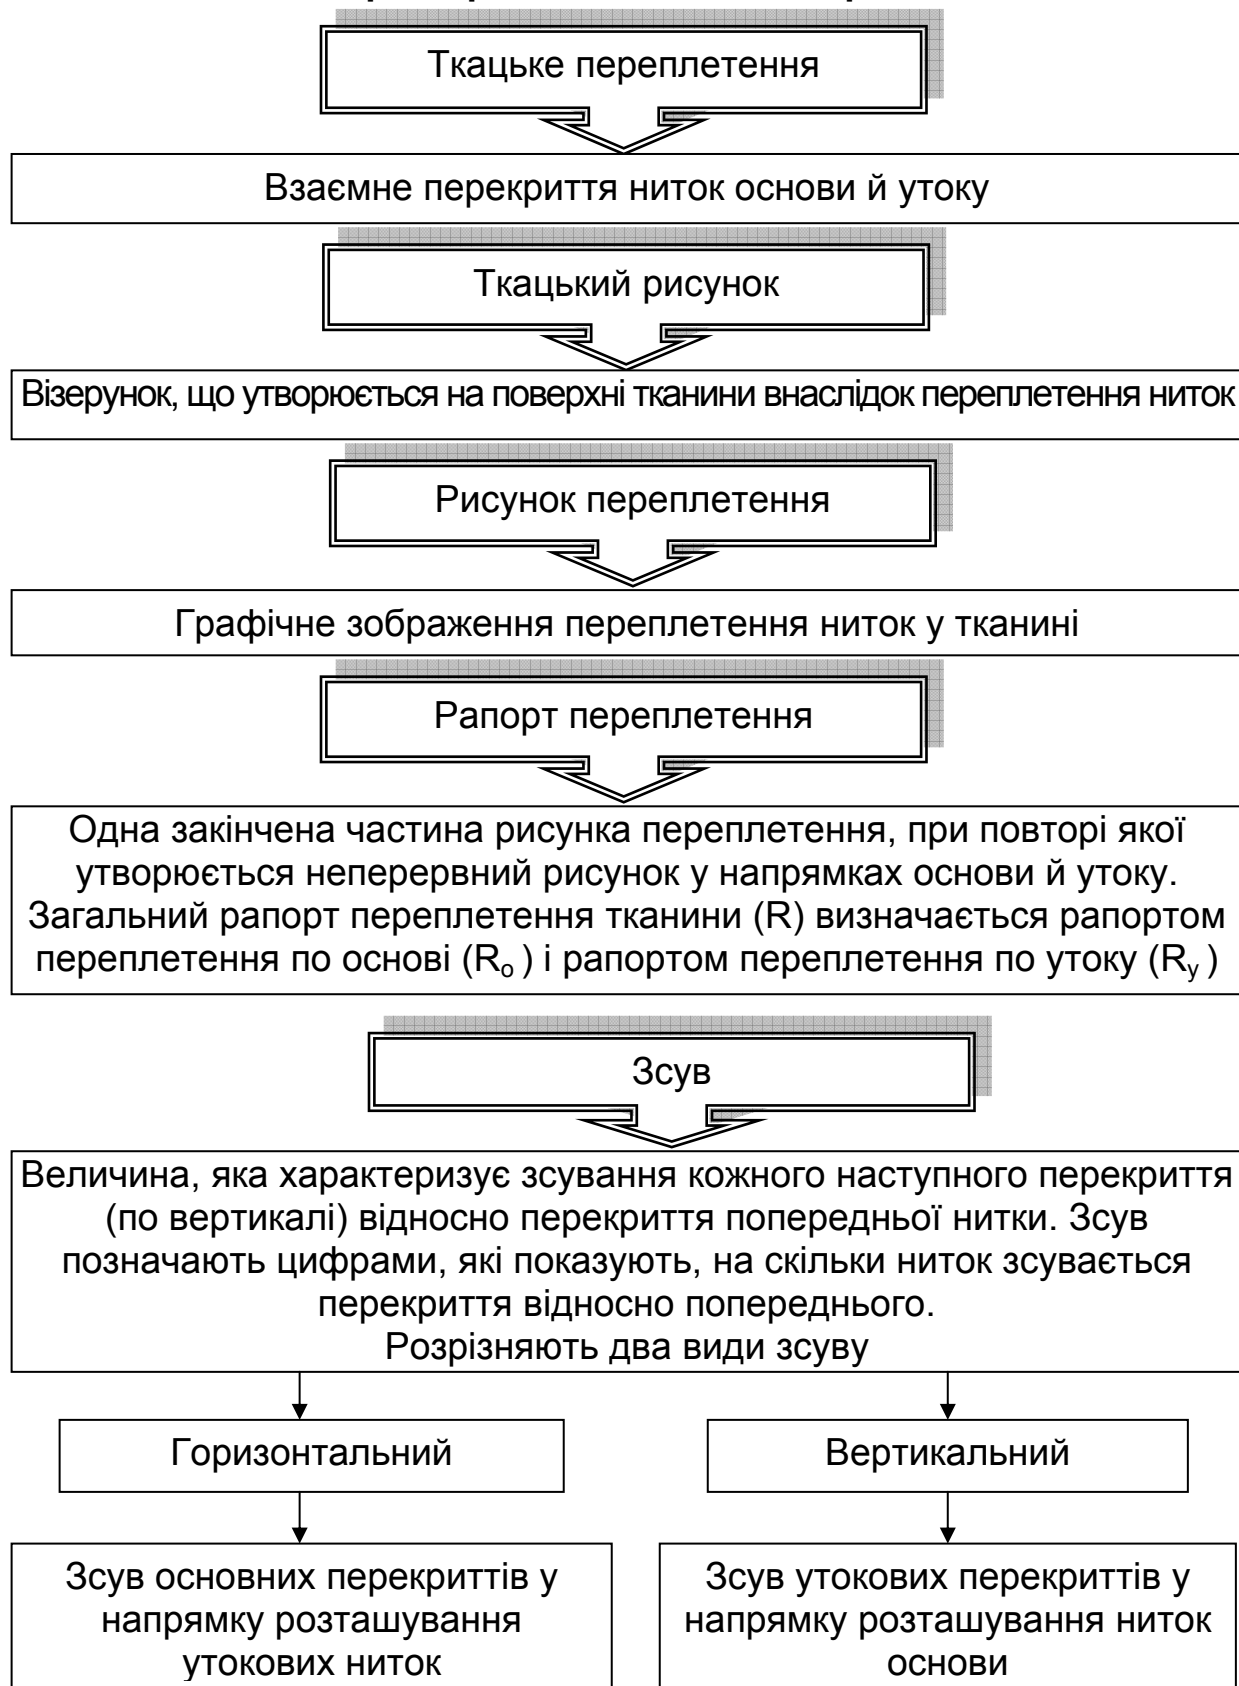 Ткацьке переплетення
Взаємне перекриття ниток основи й утоку
Ткацький рисунок
Візерунок, що утворюється на поверхні тканини внаслідок переплетення ниток
Рисунок переплетення
Графічне зображення переплетення ниток у тканині
Рапорт переплетення
Одна закінчена частина рисунка переплетення, при повторі якої
утворюється неперервний рисунок у напрямках основи й утоку.
Загальний рапорт переплетення тканини (R) визначається рапортом
переплетення по основі (Rо ) і рапортом переплетення по утоку (Rу )
Зсув
Величина, яка характеризує зсування кожного наступного перекриття
(по вертикалі) відносно перекриття попередньої нитки. Зсув
позначають цифрами, які показують, на скільки ниток зсувається
перекриття відносно попереднього.
Розрізняють два види зсуву
Горизонтальний
Вертикальний
Зсув основних перекриттів у
напрямку розташування
утокових ниток
Зсув утокових перекриттів у
напрямку розташування ниток
основи